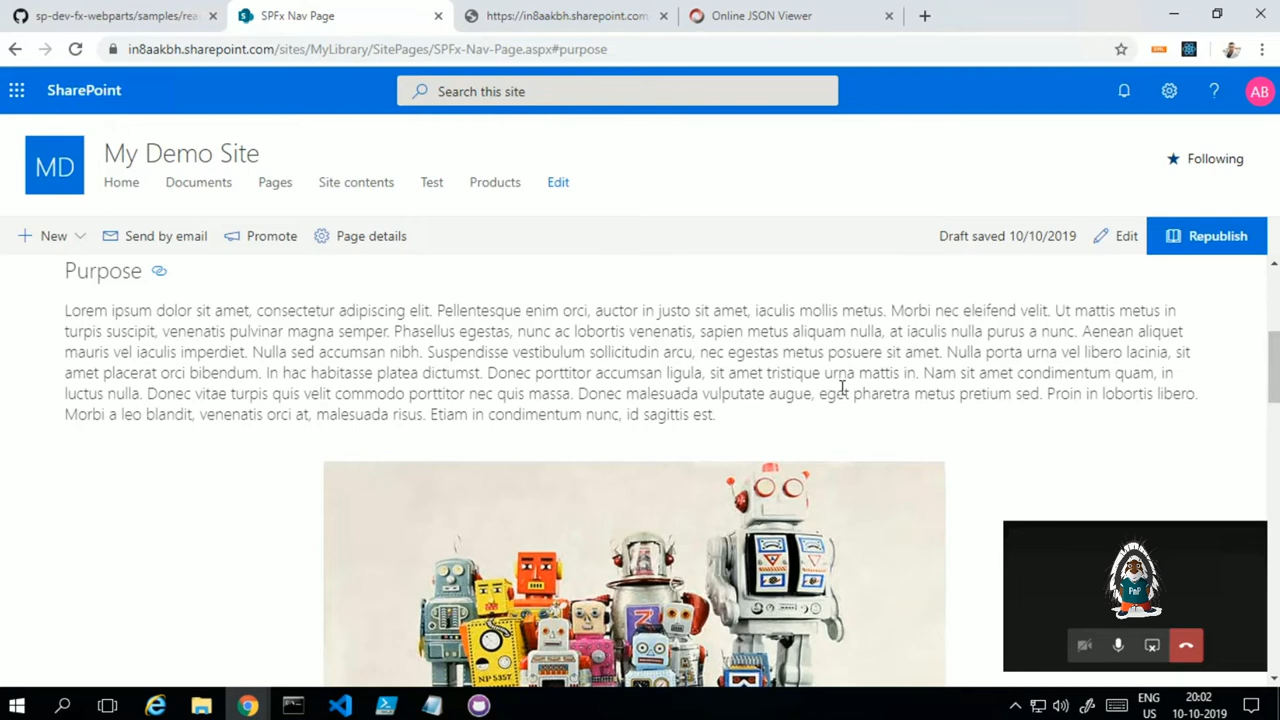 sp-dev-fx-webparts/samples/rea
SPFx Nav Page
https://in8aakbh.sharepoint.com
Online JSON Viewer
in8aakbh.sharepoint.com/sites/MyLibrary/SitePages/SPFx-Nav-Page.aspx#purpose
SharePoint
Search this site
AB
MD
My Demo Site
Following
Home Documents Pages Site contents Test Products Edit
New Send by email Promote Page details Draft saved 10/10/2019 Edit Republish
Purpose
Lorem ipsum dolor sit amet, consectetur adipiscing elit. Pellentesque enim orci, auctor in justo sit amet, iaculis mollis metus. Morbi nec eleifend velit. Ut mattis metus in
turpis suscipit, venenatis pulvinar magna semper. Phasellus egestas, nunc ac lobortis venenatis, sapien metus aliquam nulla, at iaculis nulla purus a nunc. Aenean aliquet
mauris vel iaculis imperdiet. Nulla sed accumsan nibh. Suspendisse vestibulum sollicitudin arcu, nec egestas metus posuere sit amet. Nulla porta urna vel libero lacinia, sit
amet placerat orci bibendum. In hac habitasse platea dictumst. Donec porttitor accumsan ligula, sit amet tristique urna mattis in. Nam sit amet condimentum quam, in
luctus nulla. Donec vitae turpis quis velit commodo porttitor nec quis massa. Donec malesuada vulputate augue, eget pharetra metus pretium sed. Proin in lobortis libero.
Morbi a leo blandit, venenatis orci at, malesuada risus. Etiam in condimentum nunc, id sagittis est.
NP 535T
Z
PnP
ENG
US
20:02
10-10-2019